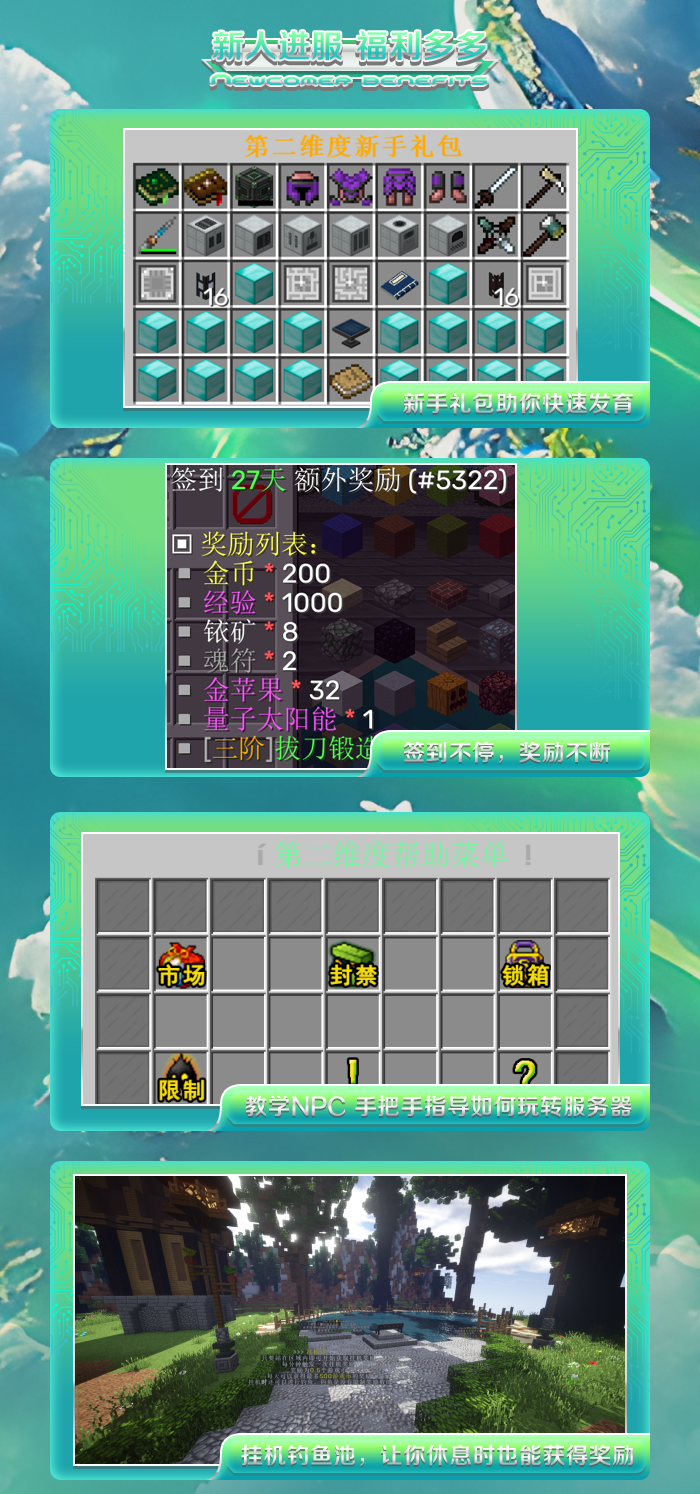 新人进服 福利多多
NEWCOMER BENEFITS
第二维度新手礼包
16
16
新手礼包助你快速发育
签到 27天 额外奖励 (#5322)
奖励列表：
金币 * 200
经验 * 1000
铱矿 * 8
魂符 * 2
金苹果 * 32
量子太阳能 * 1
[三阶]拔刀锻造
签到不停，奖励不断
第二维度帮助菜单 !
市场
封禁
锁箱
限制
!
?
教学NPC 手把手指导如何玩转服务器
挂机钓鱼池，让你休息时也能获得奖励